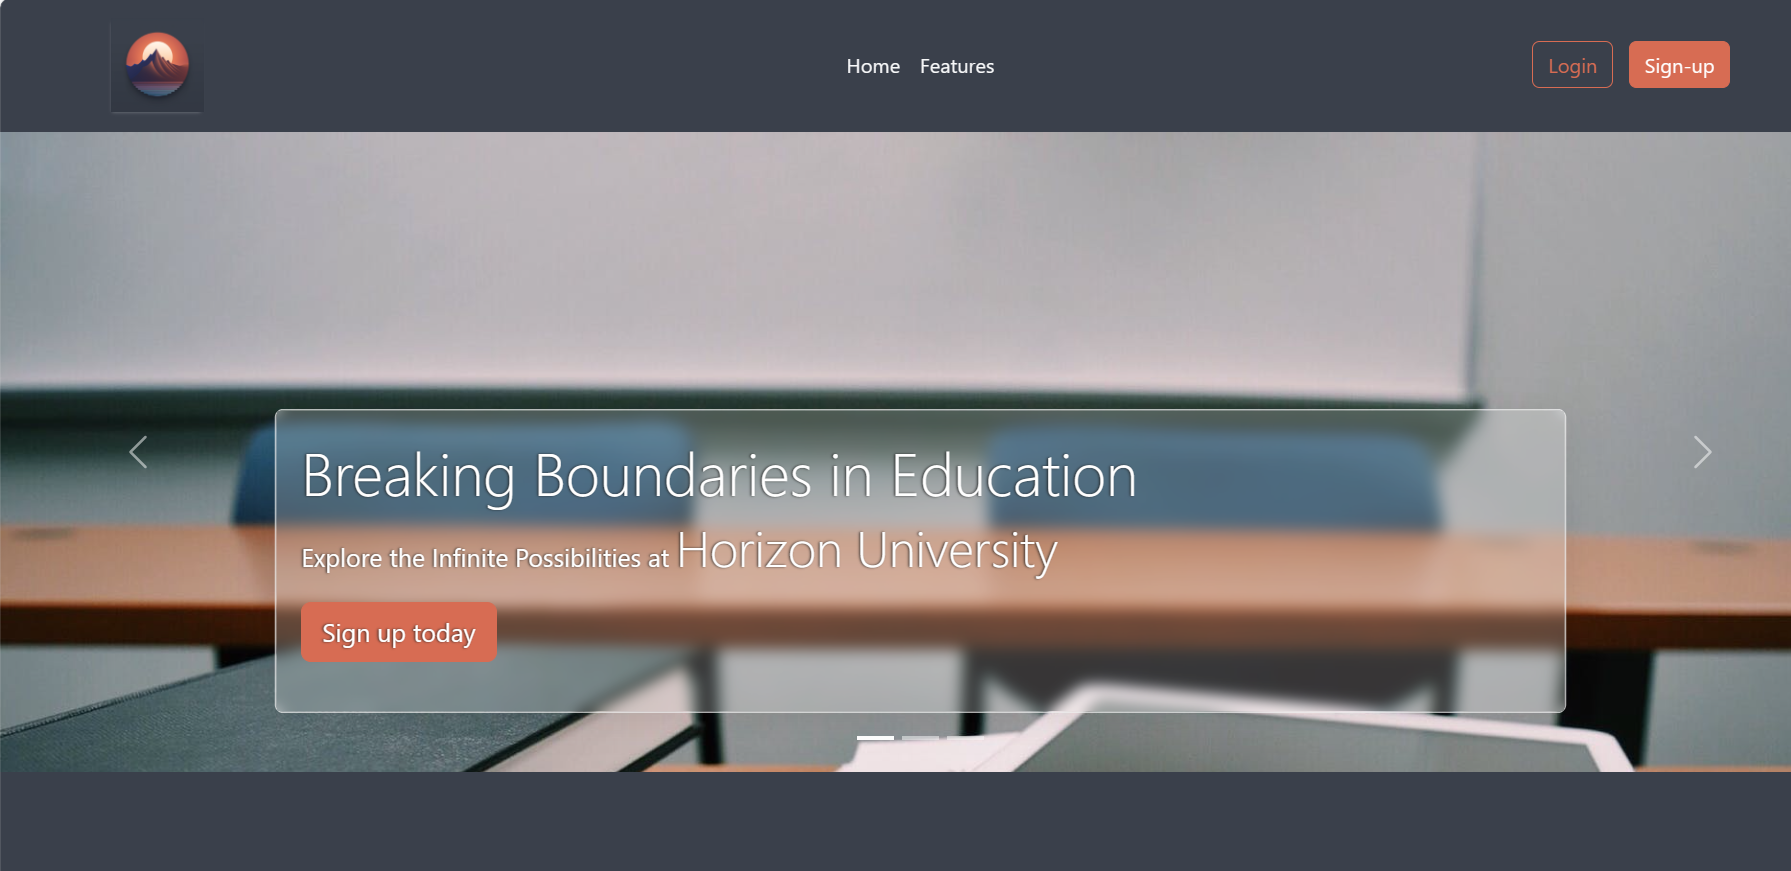 Home Features
Login Sign-up
Breaking Boundaries in Education
Explore the Infinite Possibilities at Horizon University
Sign up today